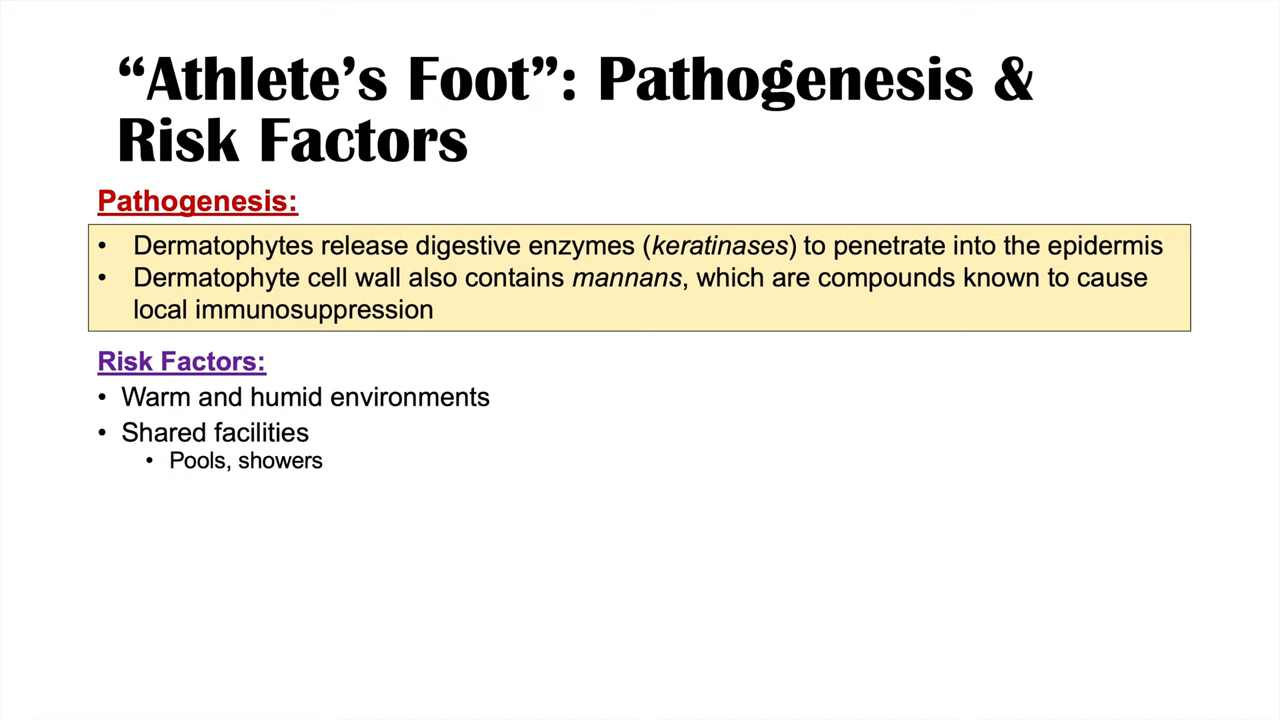 “Athlete’s Foot”: Pathogenesis &
Risk Factors
Pathogenesis:
• Dermatophytes release digestive enzymes (keratinases) to penetrate into the epidermis
• Dermatophyte cell wall also contains mannans, which are compounds known to cause
local immunosuppression
Risk Factors:
• Warm and humid environments
• Shared facilities
• Pools, showers